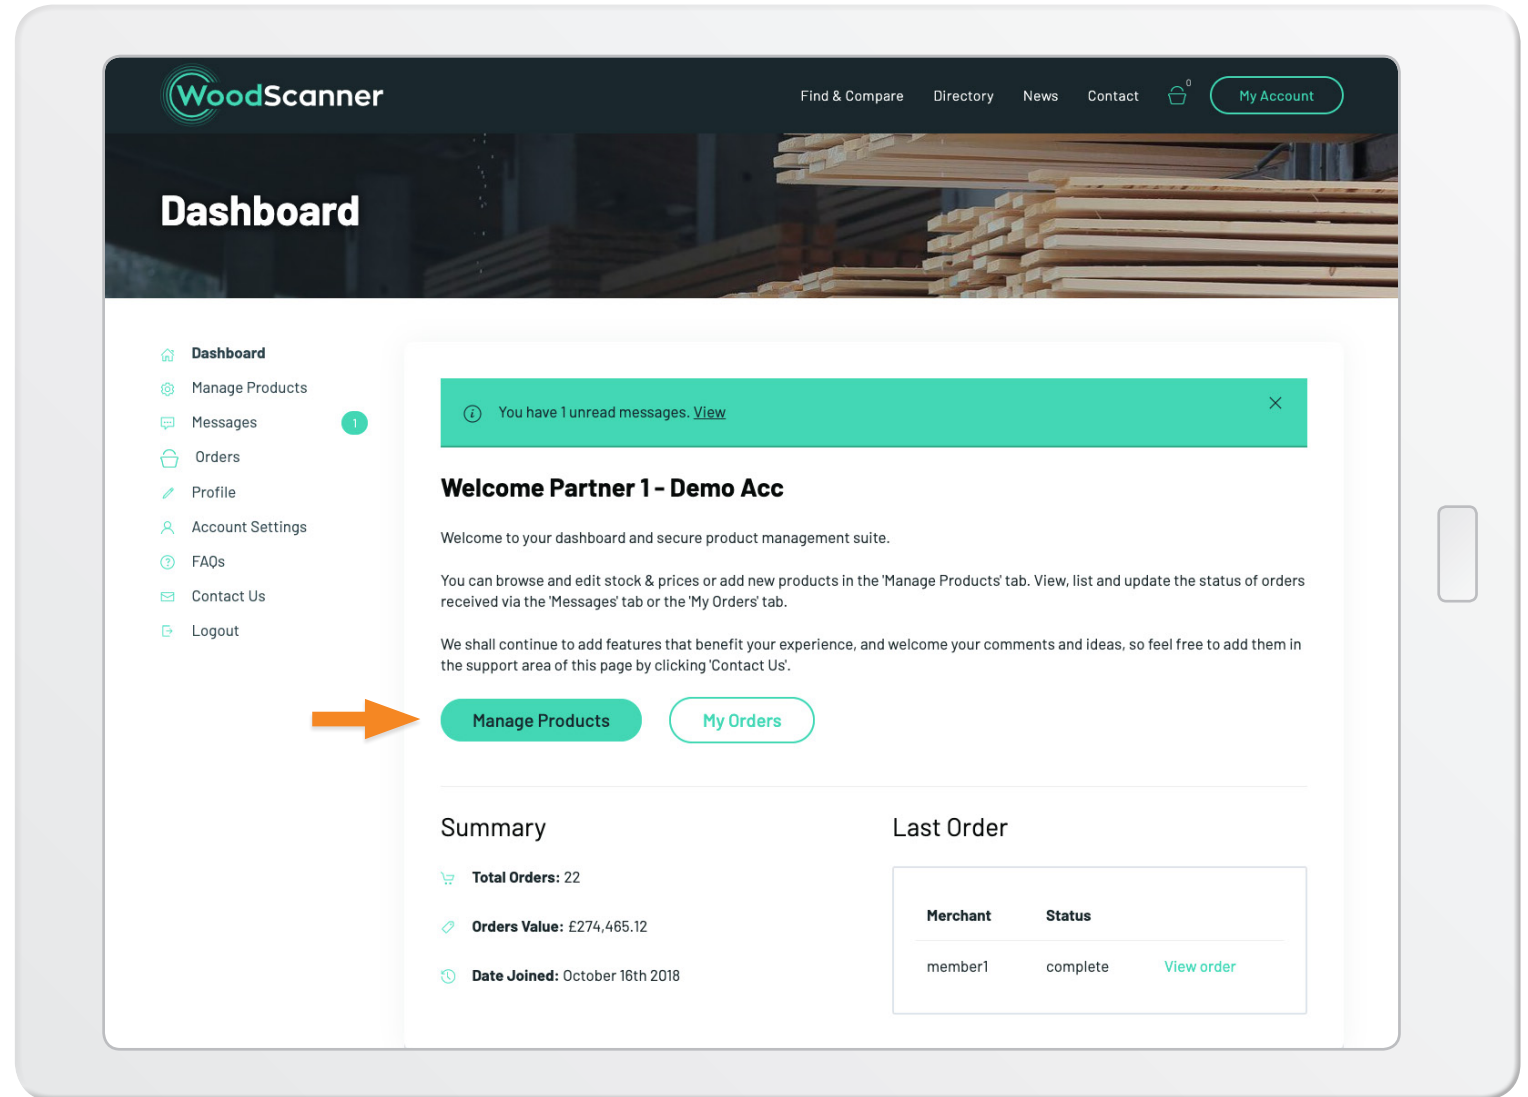 WoodScanner
Find & Compare
Directory
News
Contact
0
My Account
Dashboard
Dashboard
Manage Products
Messages
1
Orders
Profile
Account Settings
FAQs
Contact Us
Logout
You have 1 unread messages. View
Welcome Partner 1 - Demo Acc
Welcome to your dashboard and secure product management suite.
You can browse and edit stock & prices or add new products in the 'Manage Products' tab. View, list and update the status of orders
received via the 'Messages' tab or the 'My Orders' tab.
We shall continue to add features that benefit your experience, and welcome your comments and ideas, so feel free to add them in
the support area of this page by clicking 'Contact Us'.
Manage Products
My Orders
Summary
Total Orders: 22
Orders Value: £274,465.12
Date Joined: October 16th 2018
Last Order
Merchant Status
member1 complete View order